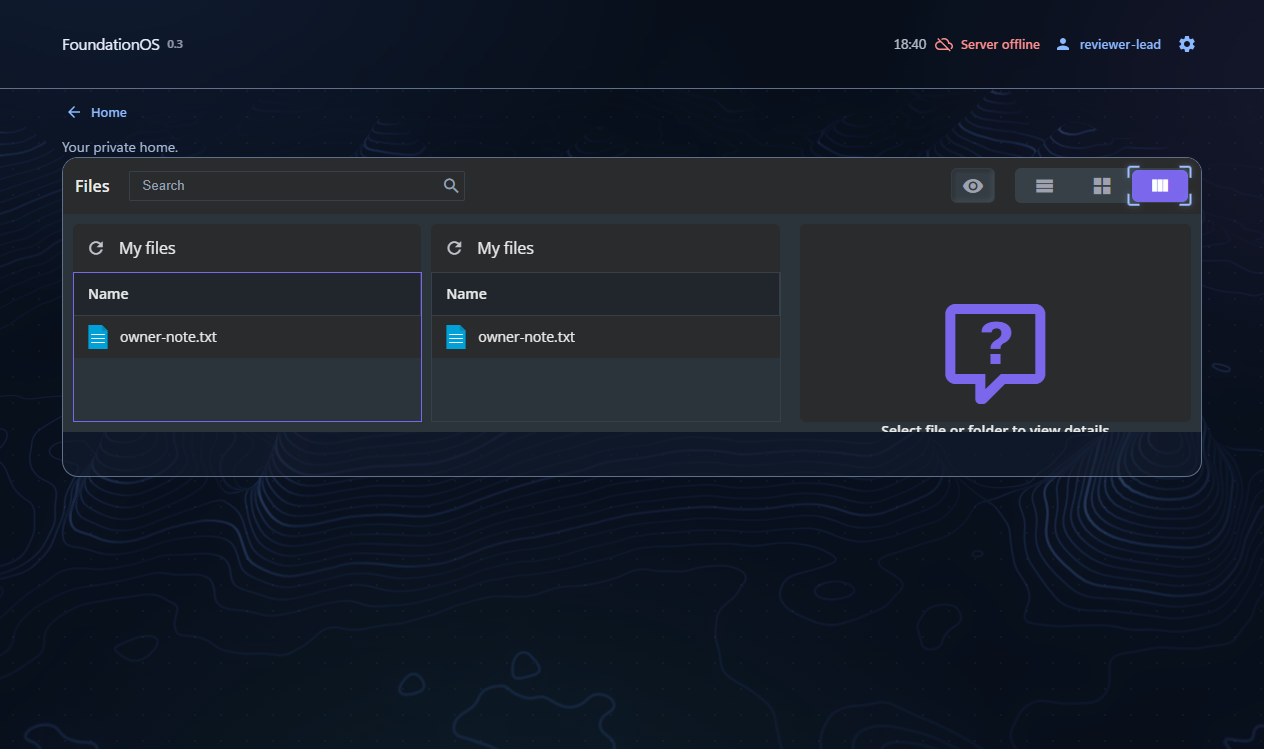 FoundationOS 0.3
18:40 Server offline reviewer-lead
Home
Your private home.
Files
Search
My files
Name
owner-note.txt
My files
Name
owner-note.txt
?
Select file or folder to view details